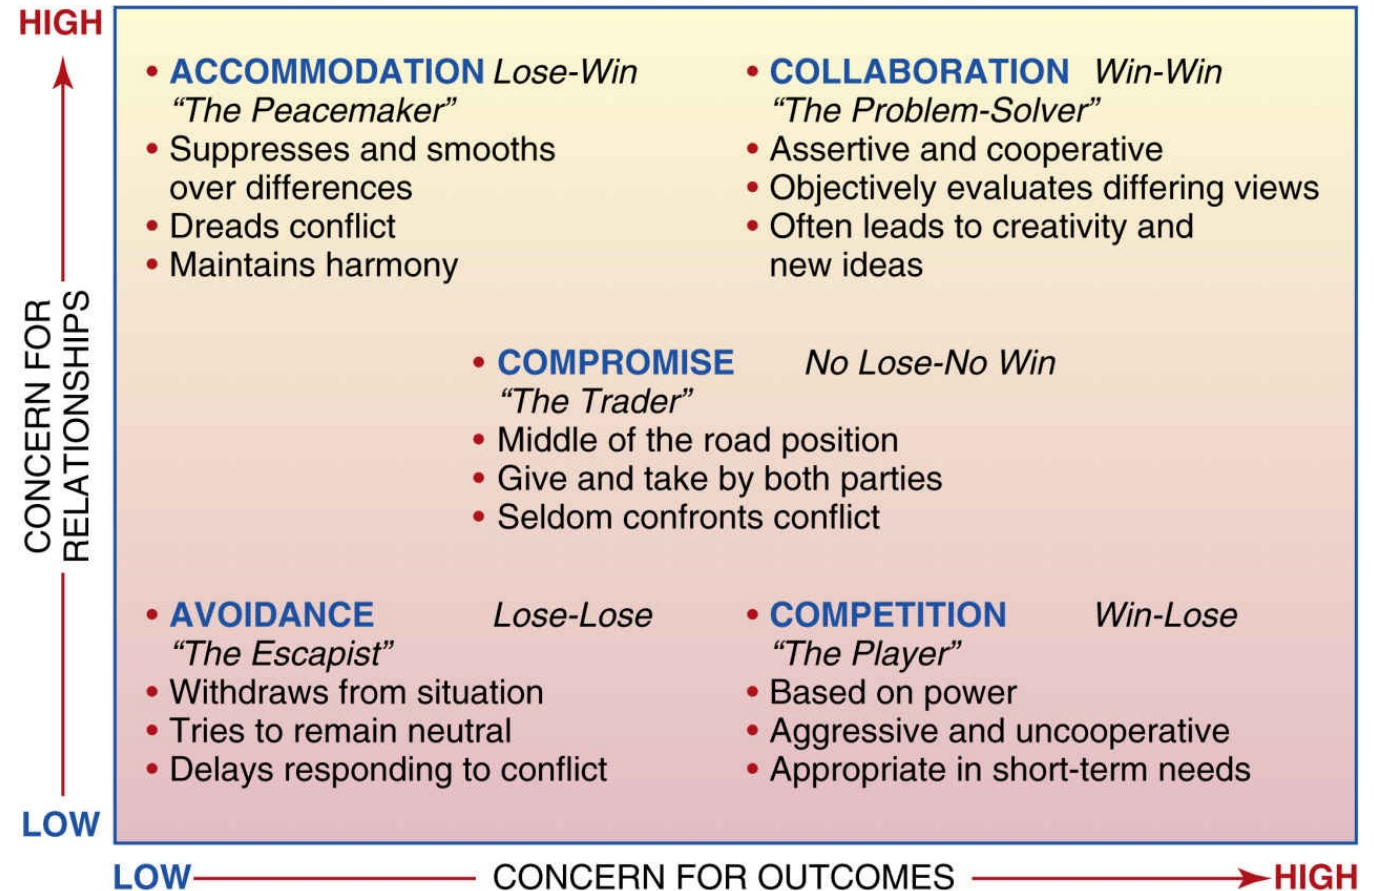 HIGH
• ACCOMMODATION Lose-Win
“The Peacemaker”
• Suppresses and smooths
over differences
• Dreads conflict
• Maintains harmony
• COLLABORATION Win-Win
“The Problem-Solver”
• Assertive and cooperative
• Objectively evaluates differing views
• Often leads to creativity and
new ideas
CONCERN FOR
RELATIONSHIPS
• COMPROMISE No Lose-No Win
“The Trader”
• Middle of the road position
• Give and take by both parties
• Seldom confronts conflict
• AVOIDANCE Lose-Lose
“The Escapist”
• Withdraws from situation
• Tries to remain neutral
• Delays responding to conflict
• COMPETITION Win-Lose
“The Player”
• Based on power
• Aggressive and uncooperative
• Appropriate in short-term needs
LOW
LOW CONCERN FOR OUTCOMES HIGH